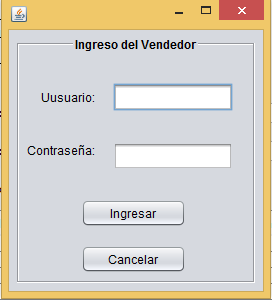 Ingreso del Vendedor
Uusuario:
Contraseña:
Ingresar
Cancelar